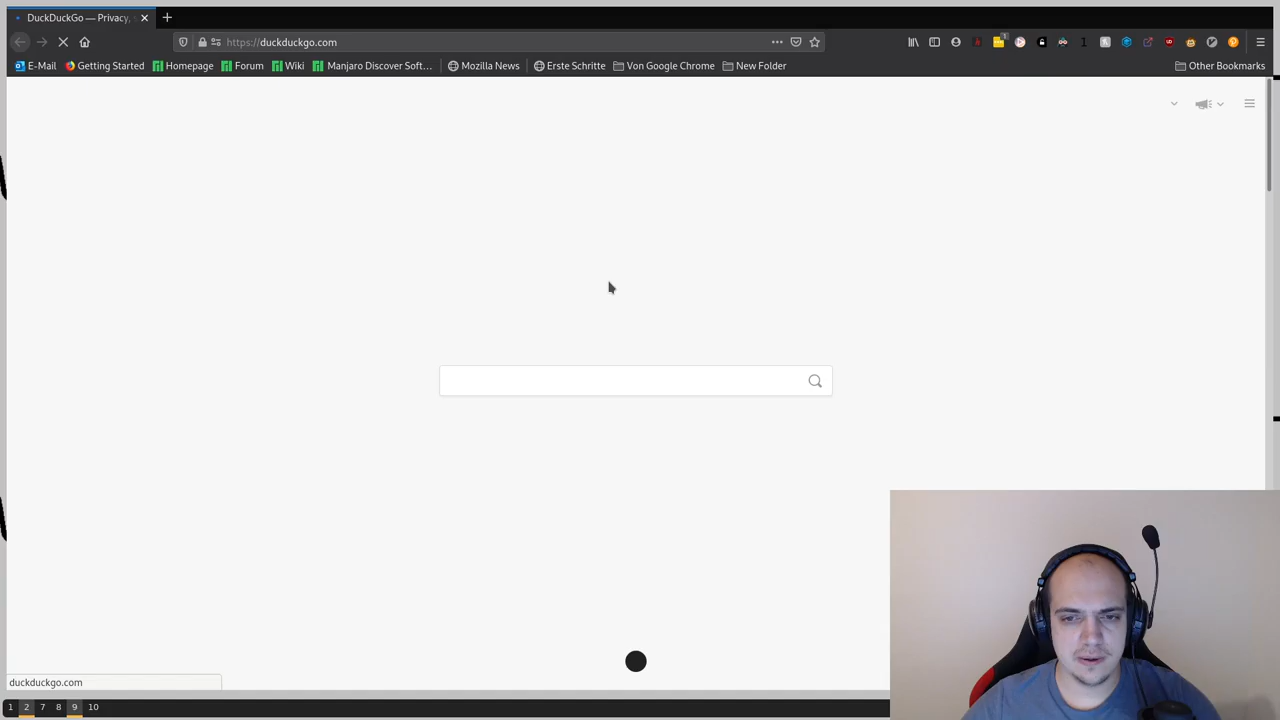 DuckDuckGo — Privacy,
https://duckduckgo.com
E-Mail Getting Started Homepage Forum Wiki Manjaro Discover Soft… Mozilla News Erste Schritte Von Google Chrome New Folder Other Bookmarks
duckduckgo.com
1 2 7 8 9 10